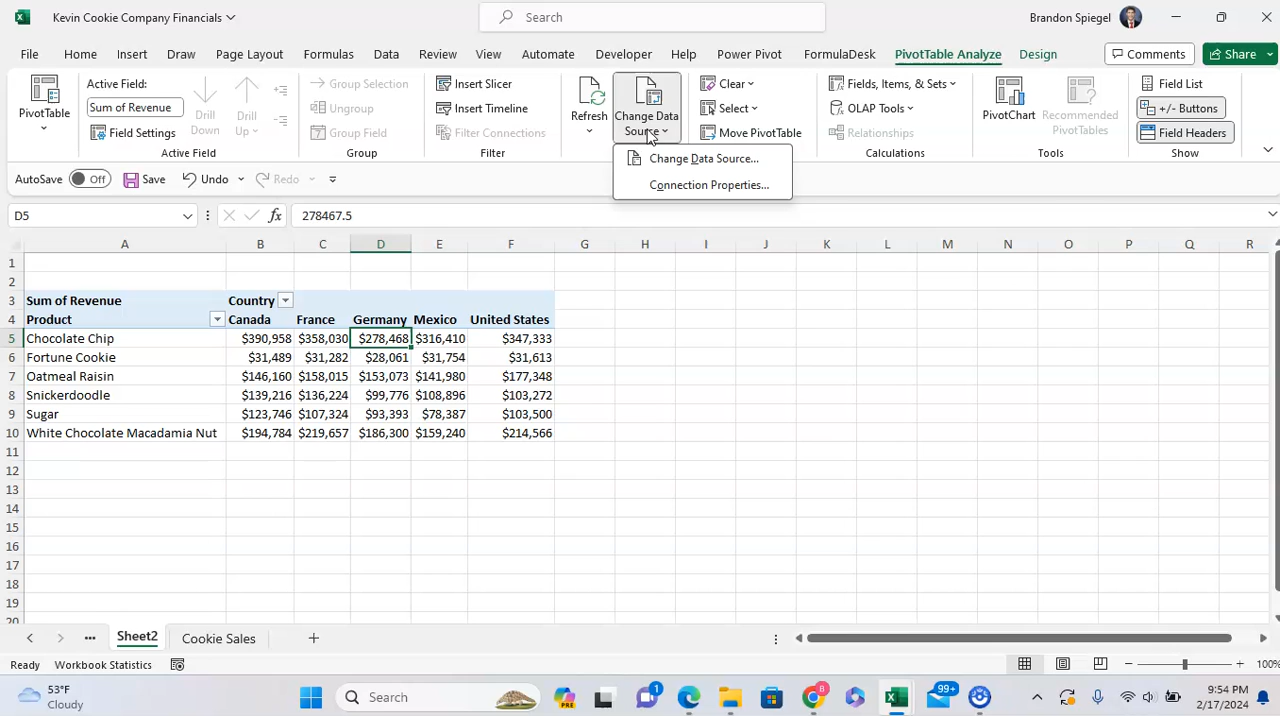 Kevin Cookie Company Financials
Search
Brandon Spiegel
File Home Insert Draw Page Layout Formulas Data Review View Automate Developer Help Power Pivot FormulaDesk PivotTable Analyze Design Comments Share
PivotTable
Active Field:
Sum of Revenue
Field Settings
Drill Down
Drill Up
Group Selection
Ungroup
Group Field
Group
Insert Slicer
Insert Timeline
Filter Connections
Filter
Refresh
Change Data Source
Clear
Select
Move PivotTable
Fields, Items, & Sets
OLAP Tools
Relationships
Calculations
PivotChart
Recommended PivotTables
Tools
Field List
+/- Buttons
Field Headers
Show
Change Data Source...
Connection Properties...
AutoSave Off Save Undo Redo
D5 fx 278467.5
A B C D E F G H I J K L M N O P Q R
1
2
3 Sum of Revenue Country
4 Product Canada France Germany Mexico United States
5 Chocolate Chip $390,958 $358,030 $278,468 $316,410 $347,333
6 Fortune Cookie $31,489 $31,282 $28,061 $31,754 $31,613
7 Oatmeal Raisin $146,160 $158,015 $153,073 $141,980 $177,348
8 Snickerdoodle $139,216 $136,224 $99,776 $108,896 $103,272
9 Sugar $123,746 $107,324 $93,393 $78,387 $103,500
10 White Chocolate Macadamia Nut $194,784 $219,657 $186,300 $159,240 $214,566
11
12
13
14
15
16
17
18
19
20
Sheet2 Cookie Sales
Ready Workbook Statistics 100%
53°F
Cloudy
Search
PRE
1
8
99+
9:54 PM
2/17/2024